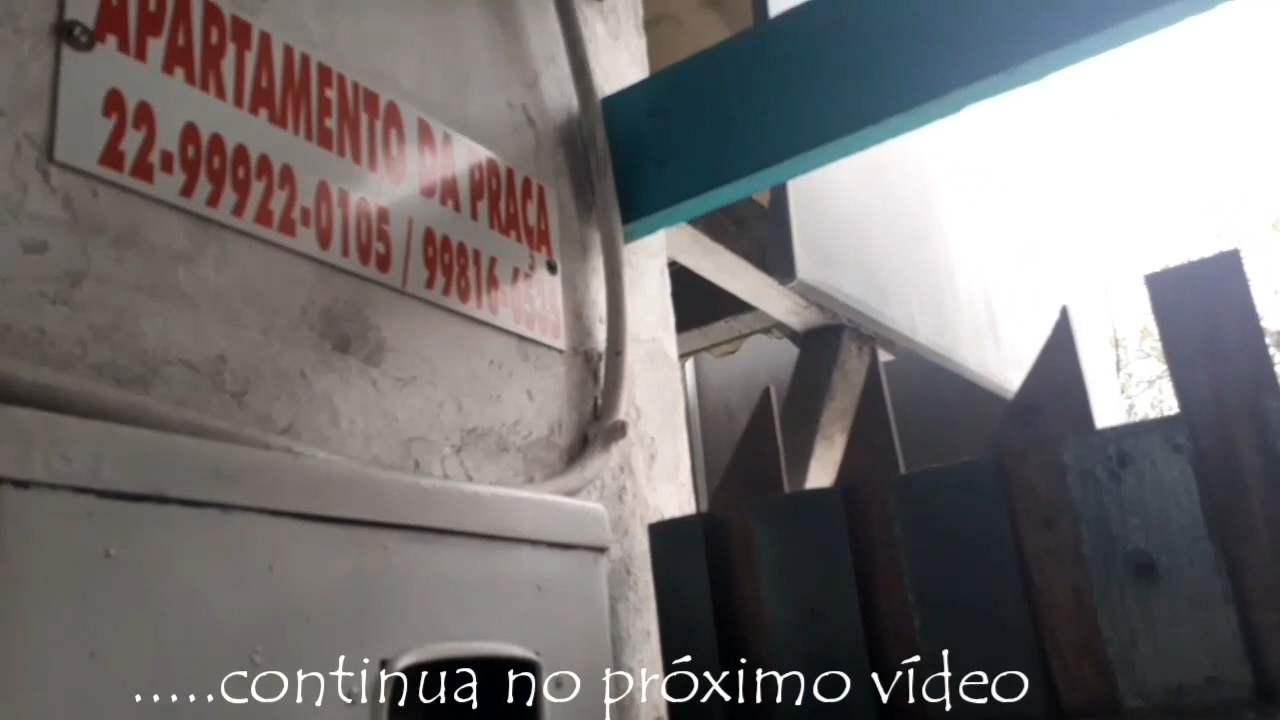 APARTAMENTO DA PRAÇA
22-99922-0105 / 99816-
.....continua no próximo vídeo